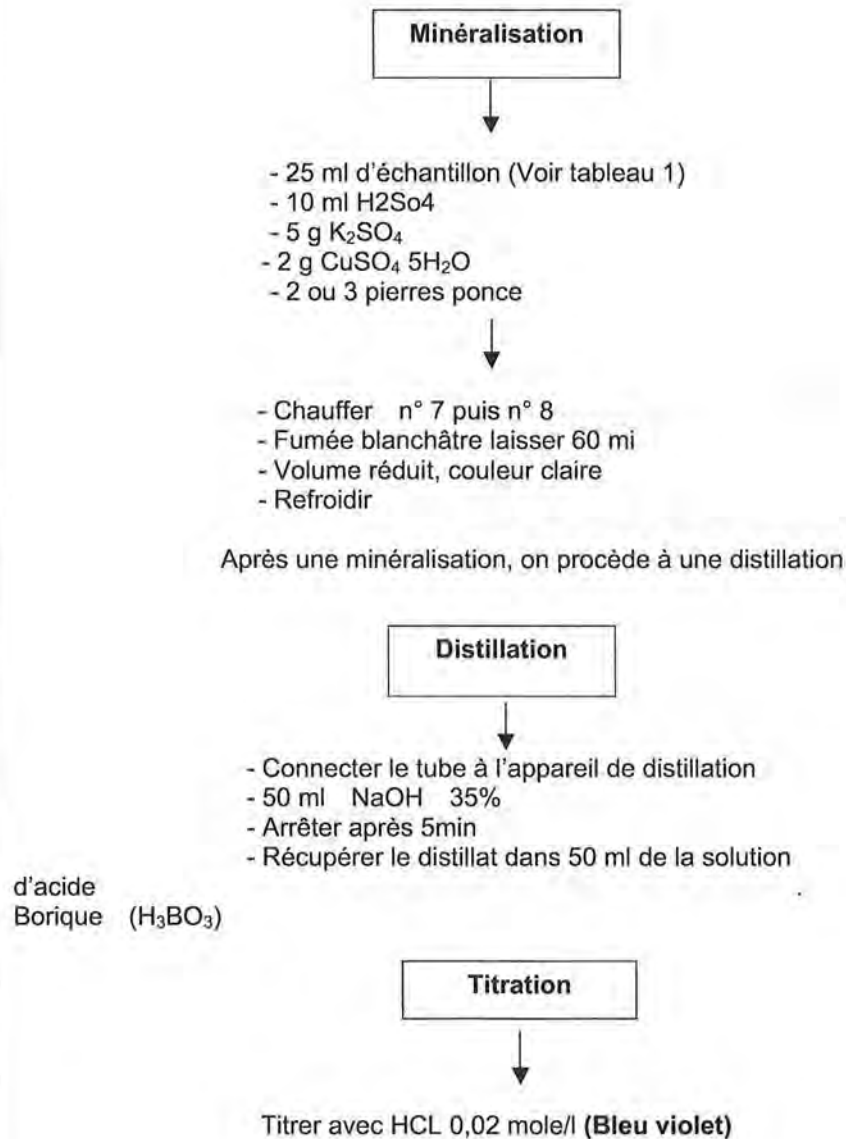 Minéralisation
- 25 ml d'échantillon (Voir tableau 1)
- 10 ml H2So4
- 5 g K₂SO₄
- 2 g CuSO₄ 5H₂O
- 2 ou 3 pierres ponce
- Chauffer n° 7 puis n° 8
- Fumée blanchâtre laisser 60 mi
- Volume réduit, couleur claire
- Refroidir
Après une minéralisation, on procède à une distillation
Distillation
- Connecter le tube à l'appareil de distillation
- 50 ml NaOH 35%
- Arrêter après 5min
- Récupérer le distillat dans 50 ml de la solution
d'acide
Borique (H₃BO₃)
Titration
Titrer avec HCL 0,02 mole/l (Bleu violet)